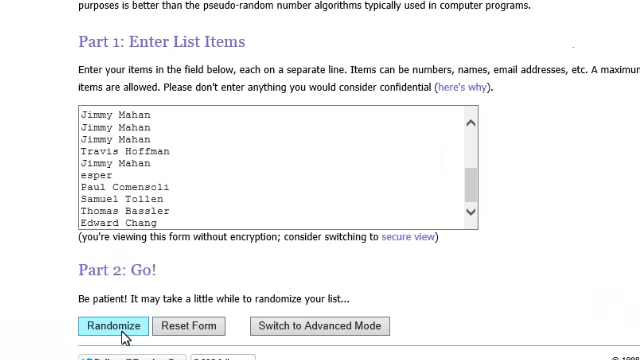 purposes is better than the pseudo-random number algorithms typically used in computer programs.
Part 1: Enter List Items
Enter your items in the field below, each on a separate line. Items can be numbers, names, email addresses, etc. A maximum
items are allowed. Please don't enter anything you would consider confidential (here's why).
Jimmy Mahan
Jimmy Mahan
Jimmy Mahan
Travis Hoffman
Jimmy Mahan
esper
Paul Comensoli
Samuel Tollen
Thomas Bassler
Edward Chang
(you're viewing this form without encryption; consider switching to secure view)
Part 2: Go!
Be patient! It may take a little while to randomize your list...
Randomize Reset Form Switch to Advanced Mode